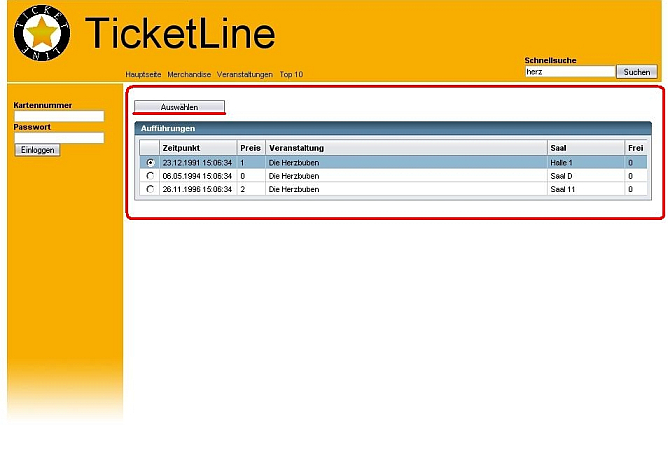 TICKET LINE
TicketLine
Schnellsuche
herz Suchen
Hauptseite Merchandise Veranstaltungen Top 10
Kartennummer
Passwort
Einloggen
Auswählen
Aufführungen
Zeitpunkt Preis Veranstaltung Saal Frei
23.12.1991 15:06:34 1 Die Herzbuben Halle 1 0
06.05.1994 15:06:34 0 Die Herzbuben Saal D 0
26.11.1996 15:06:34 2 Die Herzbuben Saal 11 0